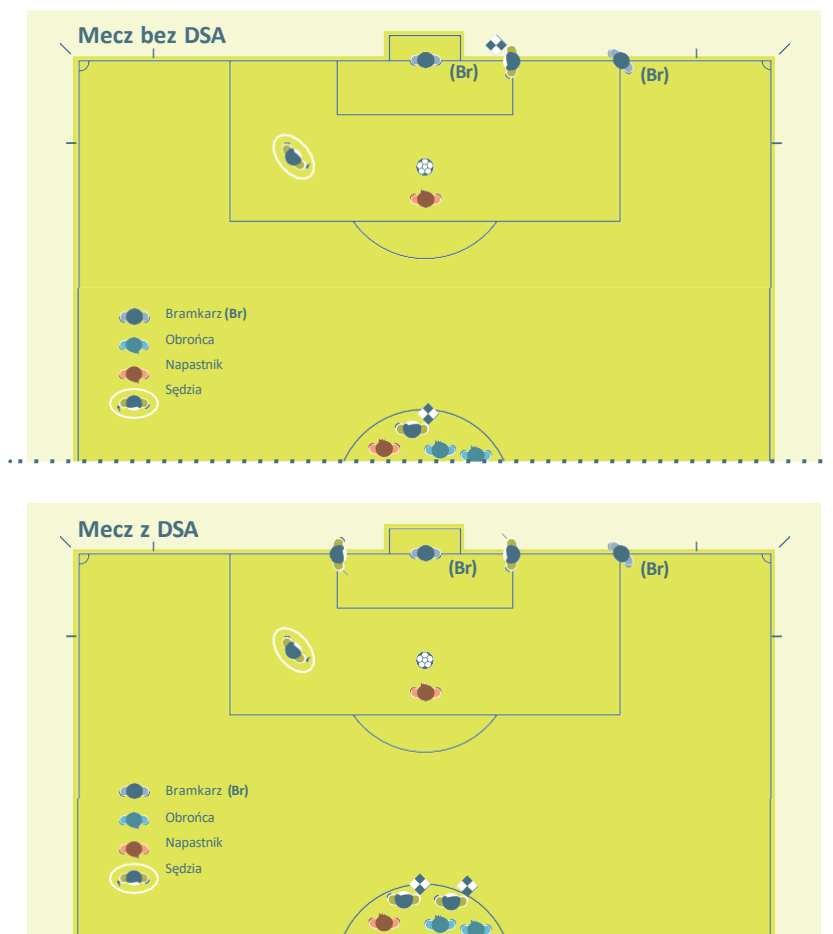 Mecz bez DSA
(Br)
(Br)
Bramkarz (Br)
Obrońca
Napastnik
Sędzia
Mecz z DSA
(Br)
(Br)
Bramkarz (Br)
Obrońca
Napastnik
Sędzia